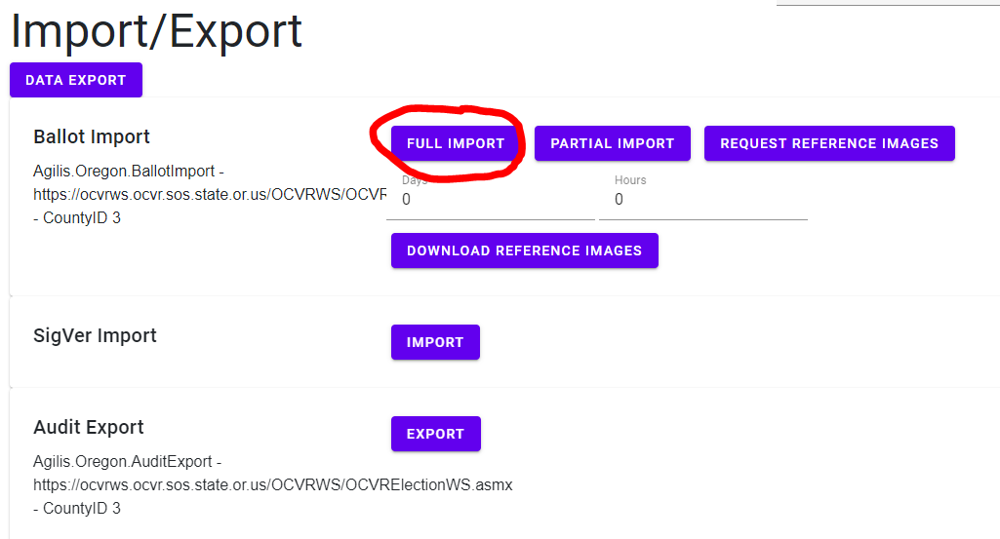 Import/Export
DATA EXPORT
Ballot Import
Agilis.Oregon.BallotImport -
https://ocvrws.ocvr.sos.state.or.us/OCVRWS/OCVR
- CountyID 3
FULL IMPORT
PARTIAL IMPORT
REQUEST REFERENCE IMAGES
Days
Hours
0
0
DOWNLOAD REFERENCE IMAGES
SigVer Import
IMPORT
Audit Export
EXPORT
Agilis.Oregon.AuditExport -
https://ocvrws.ocvr.sos.state.or.us/OCVRWS/OCVRElectionWS.asmx
- CountyID 3